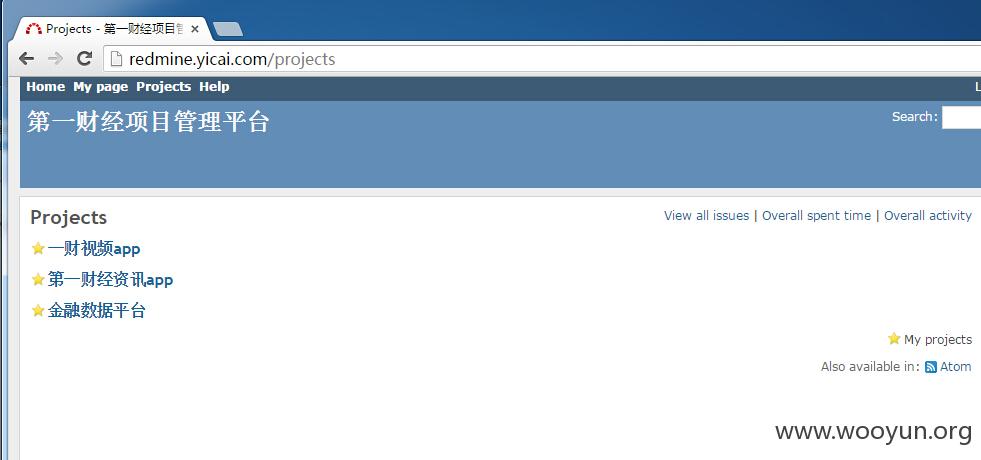 Projects - 第一财经项目
redmine.yicai.com/projects
Home My page Projects Help
第一财经项目管理平台
Search:
Projects
View all issues | Overall spent time | Overall activity
一财视频app
第一财经资讯app
金融数据平台
My projects
Also available in: Atom
www.wooyun.org